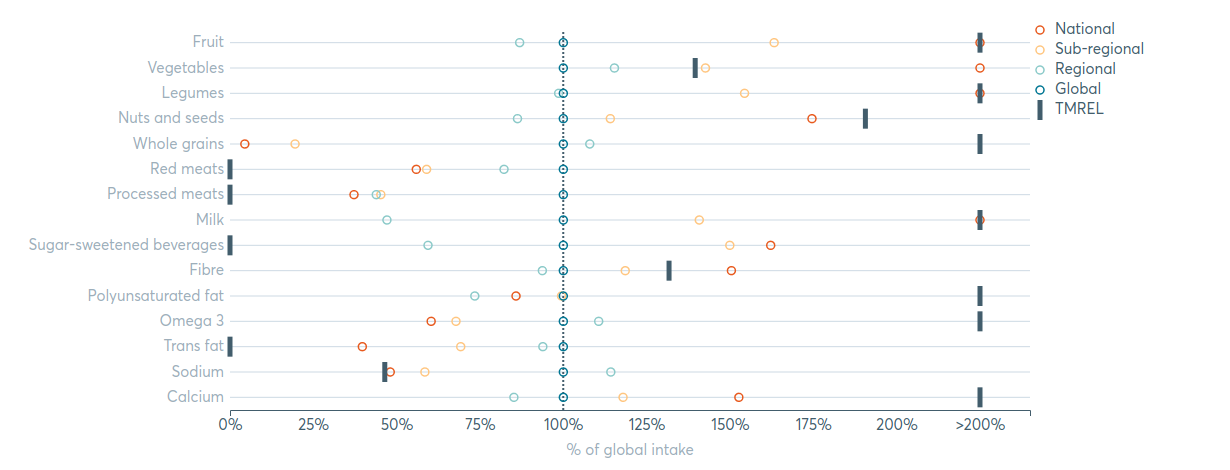 Fruit
Vegetables
Legumes
Nuts and seeds
Whole grains
Red meats
Processed meats
Milk
Sugar-sweetened beverages
Fibre
Polyunsaturated fat
Omega 3
Trans fat
Sodium
Calcium
0% 25% 50% 75% 100% 125% 150% 175% 200% >200%
% of global intake
National
Sub-regional
Regional
Global
TMREL